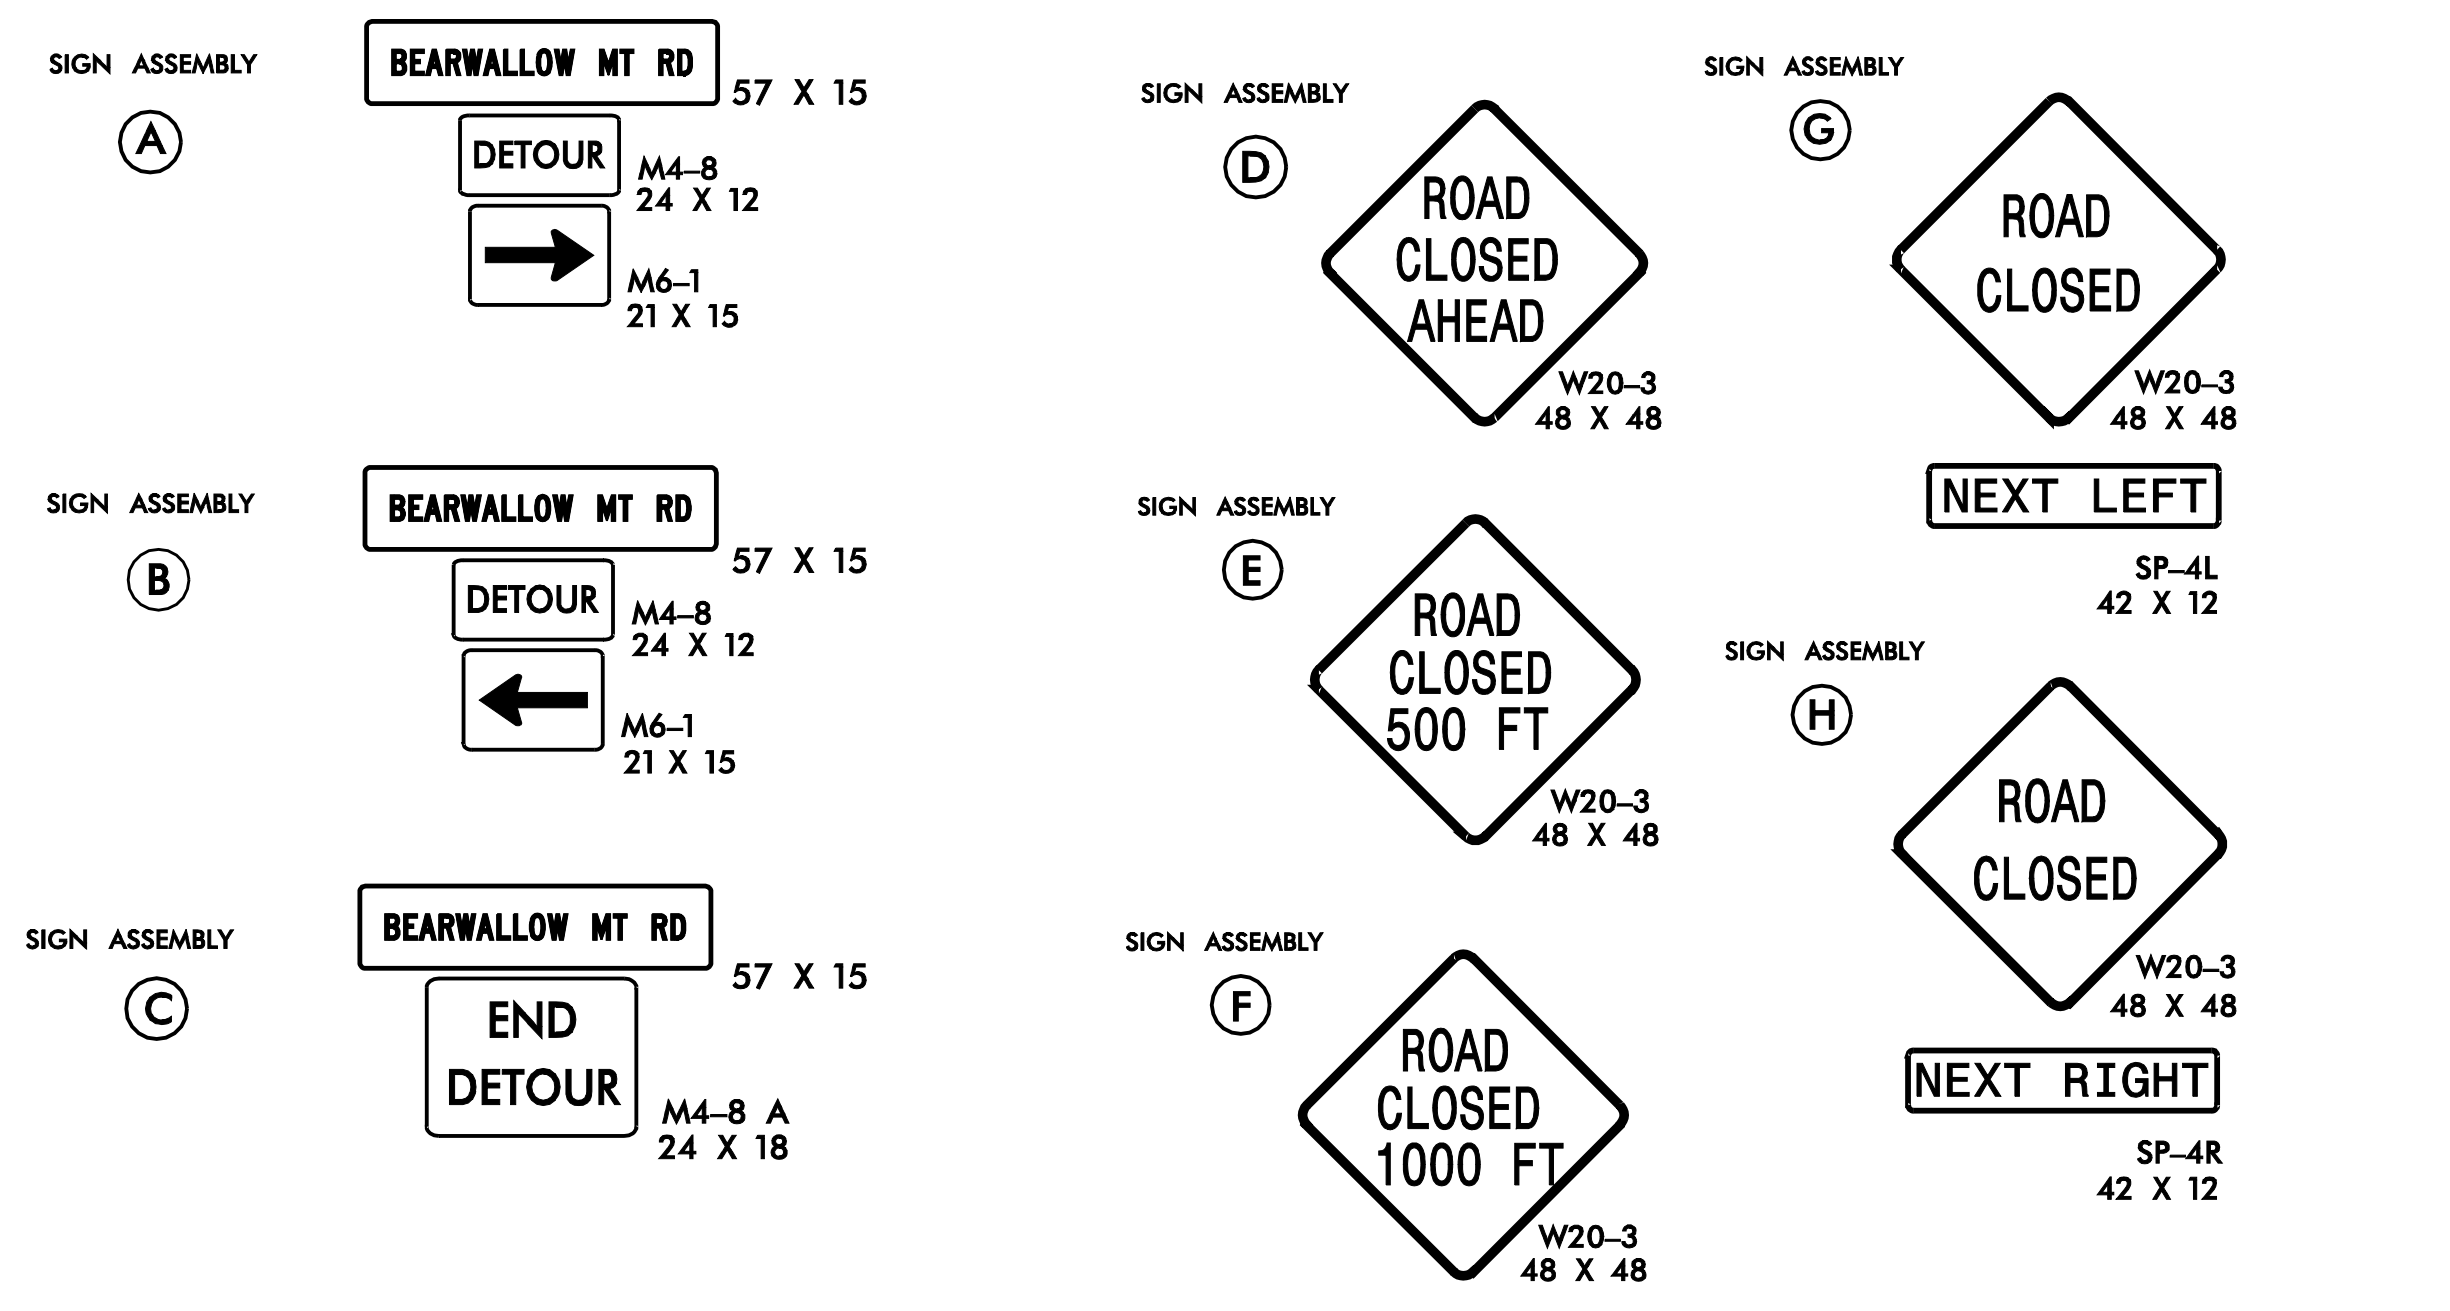 SIGN ASSEMBLY
A
BEARWALLOW MT RD
57 X 15
DETOUR
M4-8
24 X 12
M6-1
21 X 15
SIGN ASSEMBLY
B
BEARWALLOW MT RD
57 X 15
DETOUR
M4-8
24 X 12
M6-1
21 X 15
SIGN ASSEMBLY
C
BEARWALLOW MT RD
57 X 15
END
DETOUR
M4-8 A
24 X 18
SIGN ASSEMBLY
D
ROAD
CLOSED
AHEAD
W20-3
48 X 48
SIGN ASSEMBLY
E
ROAD
CLOSED
500 FT
W20-3
48 X 48
SIGN ASSEMBLY
F
ROAD
CLOSED
1000 FT
W20-3
48 X 48
SIGN ASSEMBLY
G
ROAD
CLOSED
W20-3
48 X 48
NEXT LEFT
SP-4L
42 X 12
SIGN ASSEMBLY
H
ROAD
CLOSED
W20-3
48 X 48
NEXT RIGHT
SP-4R
42 X 12